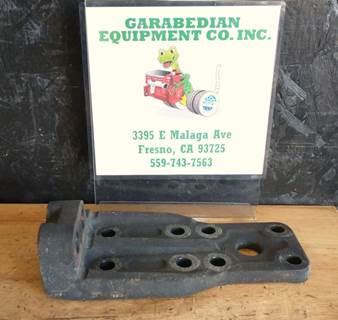 GARABEDIAN
EQUIPMENT CO. INC.
3395 E Malaga Ave
Fresno, CA 93725
559-743-7563